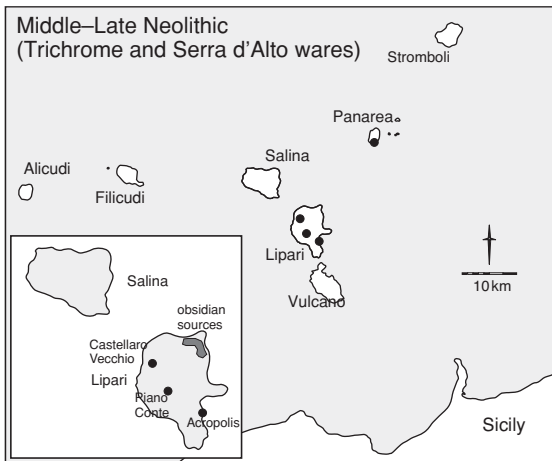 Middle–Late Neolithic
(Trichrome and Serra d'Alto wares)
Stromboli
Panarea
Salina
Alicudi
Filicudi
Lipari
10 km
Vulcano
Salina
obsidian
sources
Castellaro
Vecchio
Lipari
Piano
Conte
Acropolis
Sicily